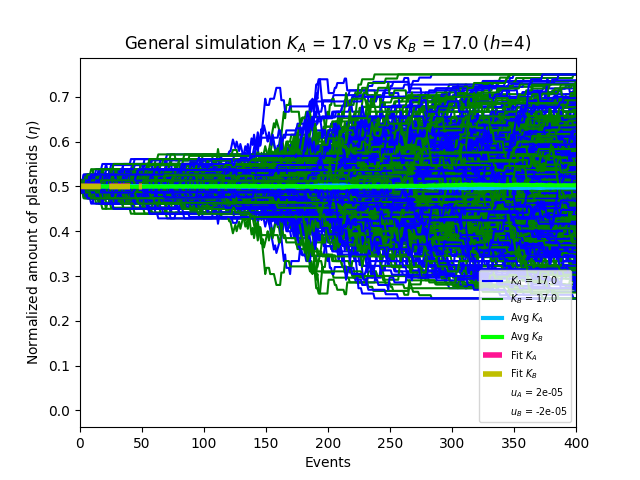 General simulation K_A = 17.0 vs K_B = 17.0 (h=4)
Normalized amount of plasmids (η)
0.7
0.6
0.5
0.4
0.3
0.2
0.1
0.0
K_A = 17.0
K_B = 17.0
Avg K_A
Avg K_B
Fit K_A
Fit K_B
u_A = 2e-05
u_B = -2e-05
0 50 100 150 200 250 300 350 400
Events